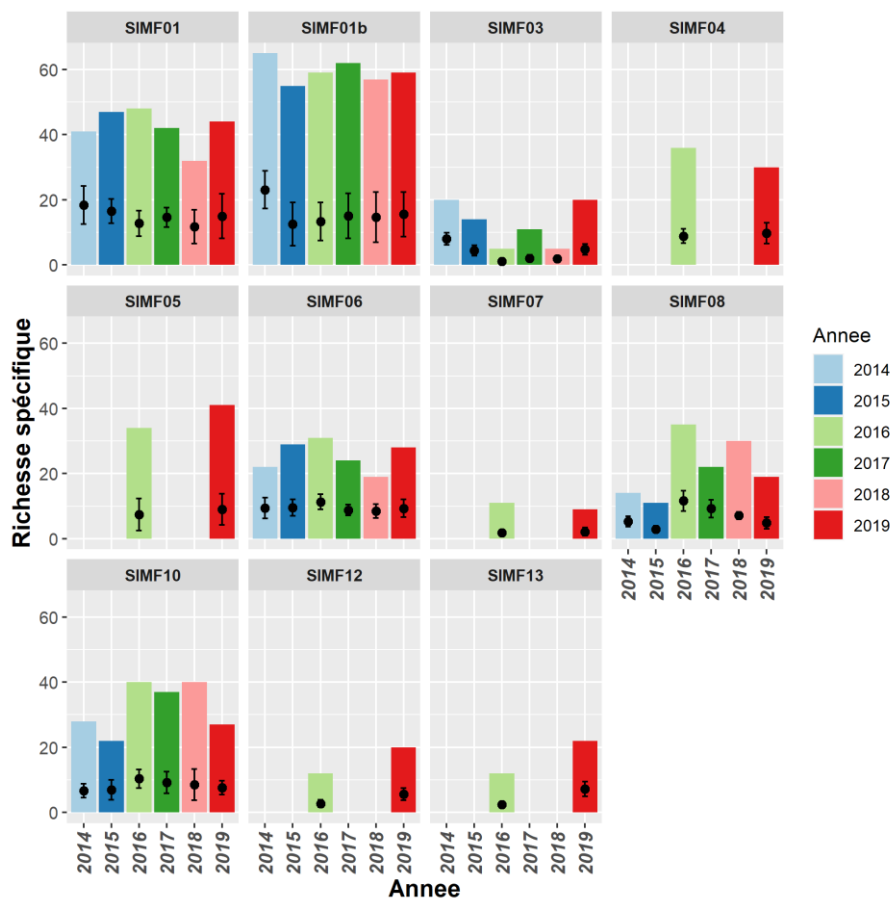 SIMF01 SIMF01b SIMF03 SIMF04
60
40
20
0
SIMF05 SIMF06 SIMF07 SIMF08
60
40
20
0
2014 2015 2016 2017 2018 2019
SIMF10 SIMF12 SIMF13
60
40
20
0
2014 2015 2016 2017 2018 2019 2014 2015 2016 2017 2018 2019 2014 2015 2016 2017 2018 2019
Richesse spécifique
Annee
Annee
2014
2015
2016
2017
2018
2019